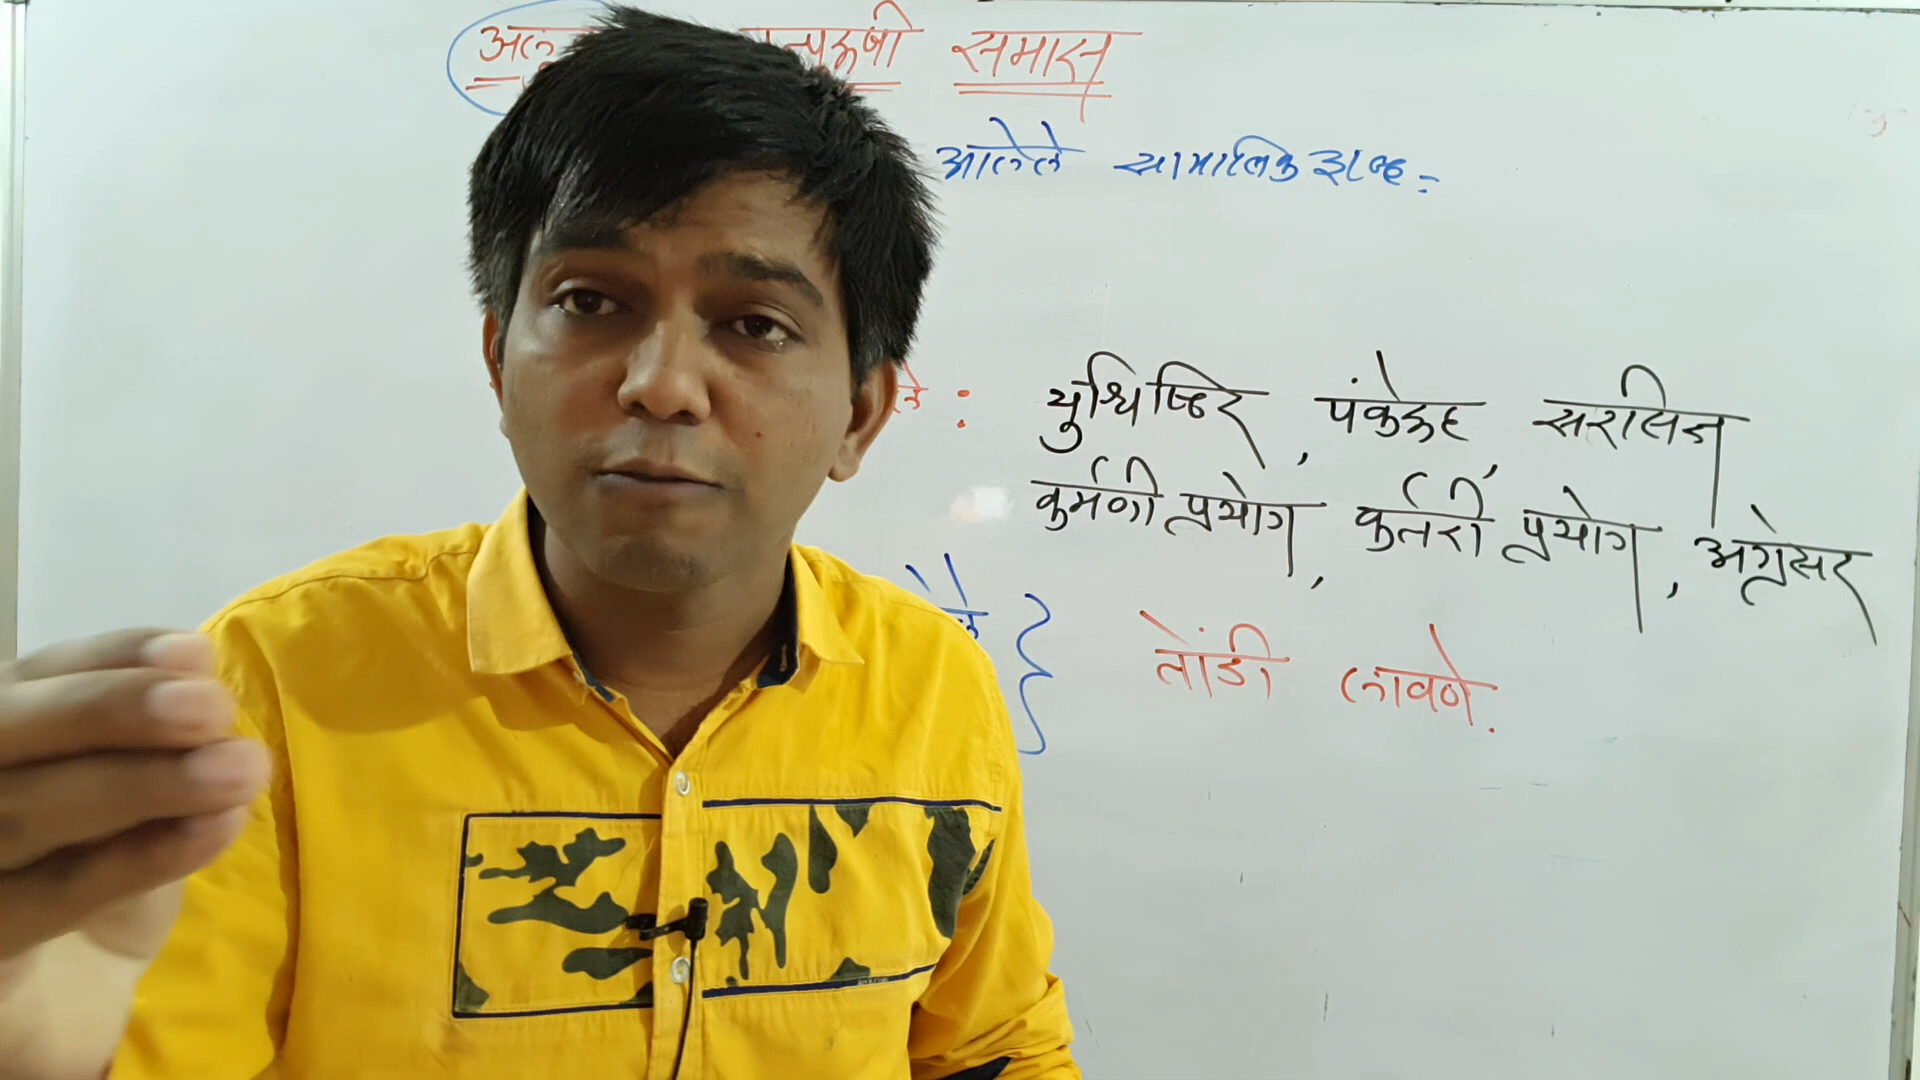 समास
आलेले सामासिक शब्द =
: युधिष्ठिर, पंकेरुह, सरसिज
कर्मणी प्रयोग, कर्तरी प्रयोग, अग्रेसर
तोंडी लावणे.